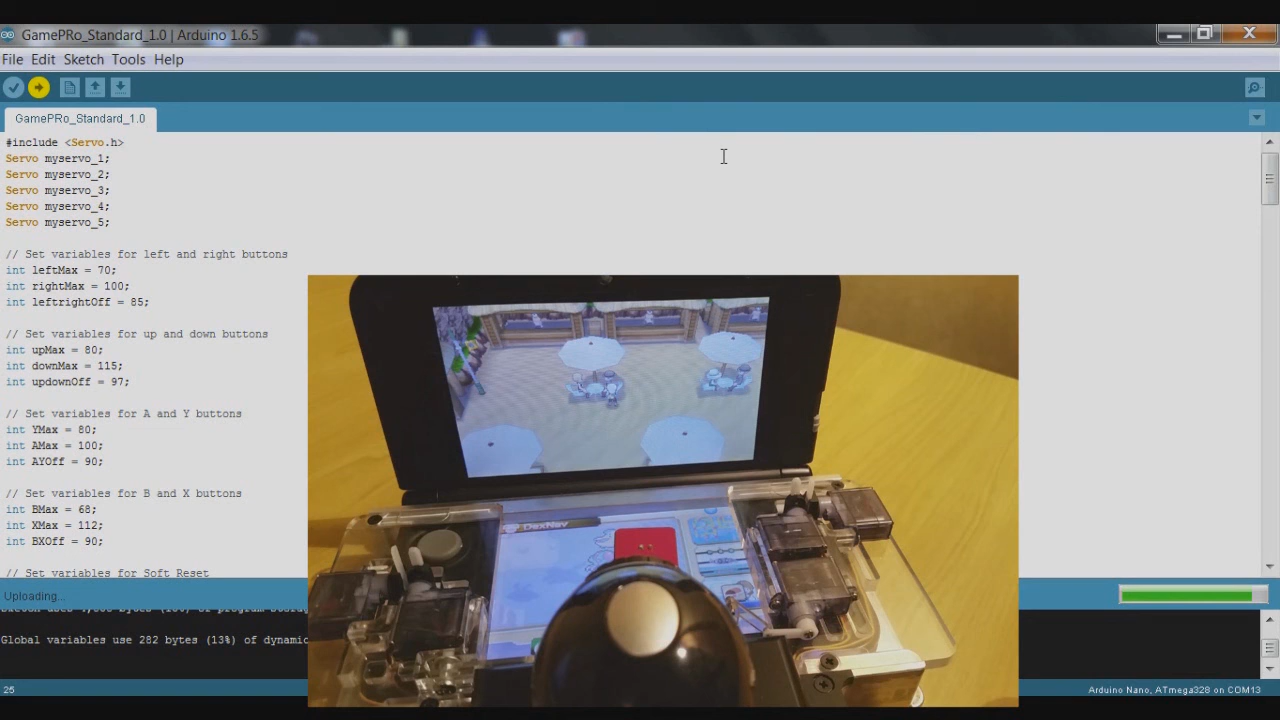 GamePRo_Standard_1.0 | Arduino 1.6.5
File Edit Sketch Tools Help
GamePRo_Standard_1.0
#include <Servo.h>
Servo myservo_1;
Servo myservo_2;
Servo myservo_3;
Servo myservo_4;
Servo myservo_5;
// Set variables for left and right buttons
int leftMax = 70;
int rightMax = 100;
int leftrightOff = 85;
// Set variables for up and down buttons
int upMax = 80;
int downMax = 115;
int updownOff = 97;
// Set variables for A and Y buttons
int YMax = 80;
int AMax = 100;
int AYOff = 90;
// Set variables for B and X buttons
int BMax = 68;
int XMax = 112;
int BXOff = 90;
// Set variables for Soft Reset
DexNav
Uploading...
Global variables use 282 bytes (13%) of dynamic
25
Arduino Nano, ATmega328 on COM13